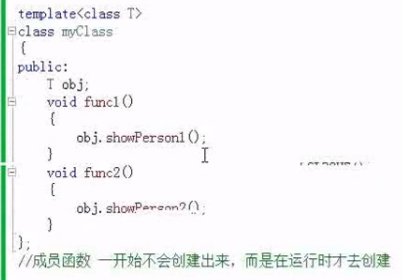 template<class T>
class myClass
{
public:
T obj;
void func1()
{
obj.showPerson1();
}
void func2()
{
obj.showPerson2();
}
};
//成员函数 一开始不会创建出来，而是在运行时才去创建